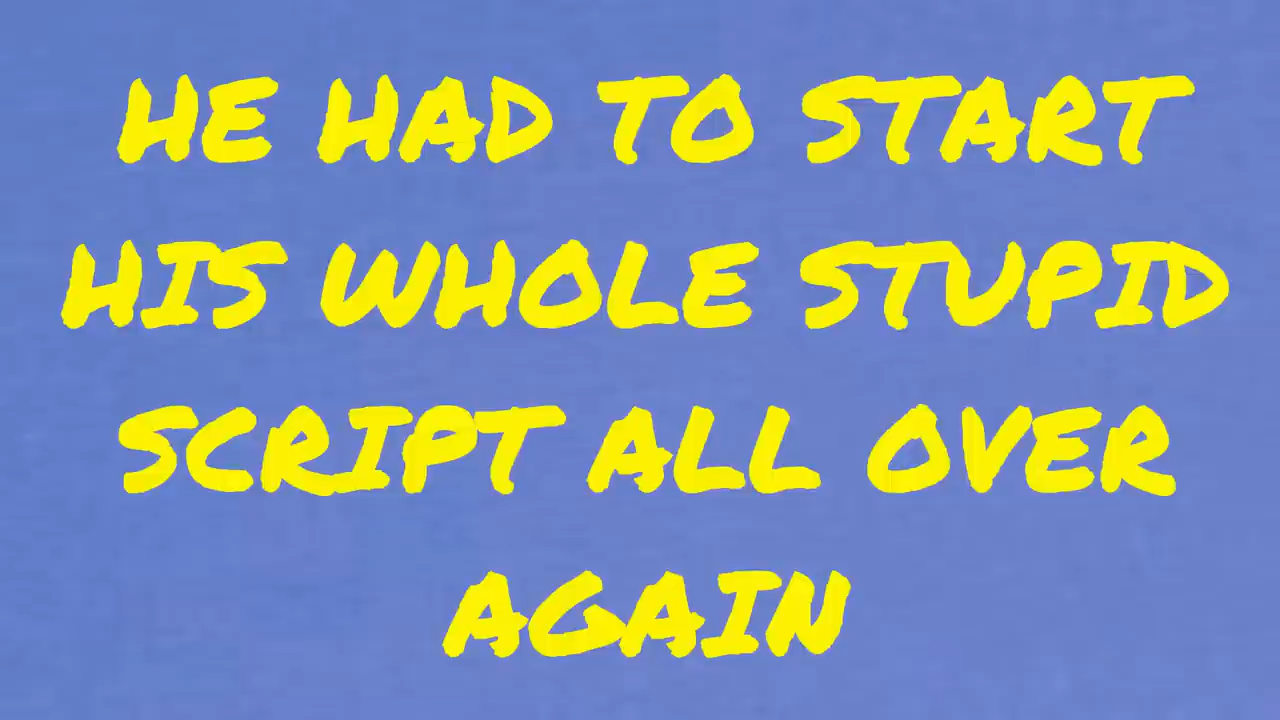 HE HAD TO START
HIS WHOLE STUPID
SCRIPT ALL OVER
AGAIN